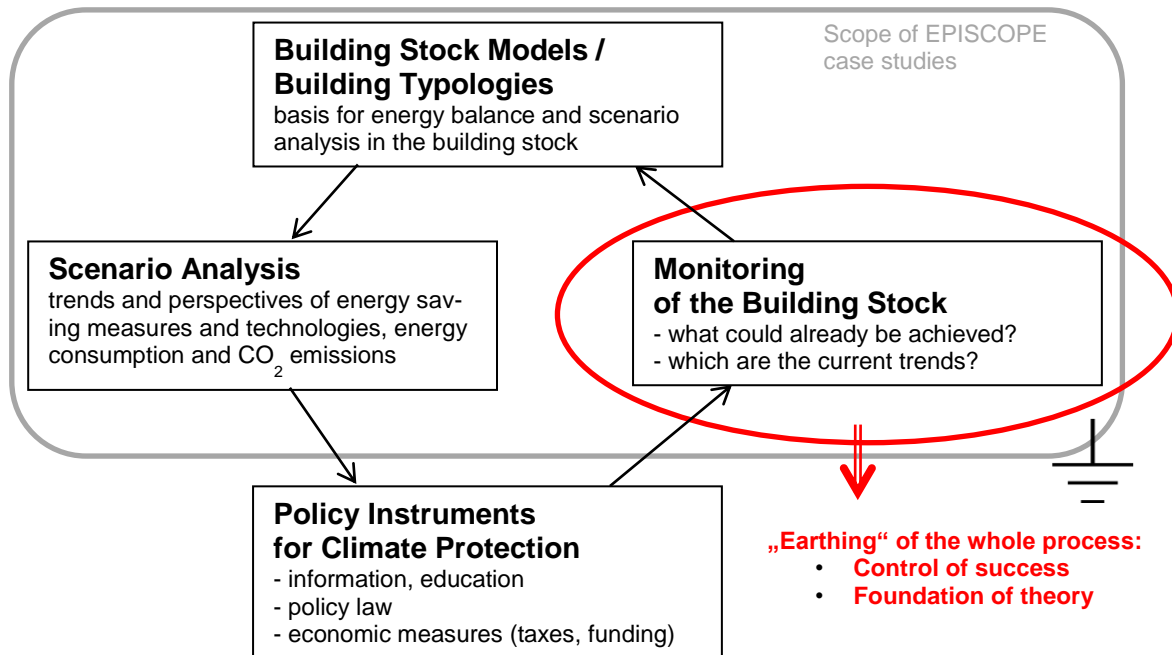 Building Stock Models /
Building Typologies
basis for energy balance and scenario
analysis in the building stock
Scope of EPISCOPE
case studies
Scenario Analysis
trends and perspectives of energy sav-
ing measures and technologies, energy
consumption and CO2 emissions
Monitoring
of the Building Stock
- what could already be achieved?
- which are the current trends?
Policy Instruments
for Climate Protection
- information, education
- policy law
- economic measures (taxes, funding)
„Earthing“ of the whole process:
• Control of success
• Foundation of theory